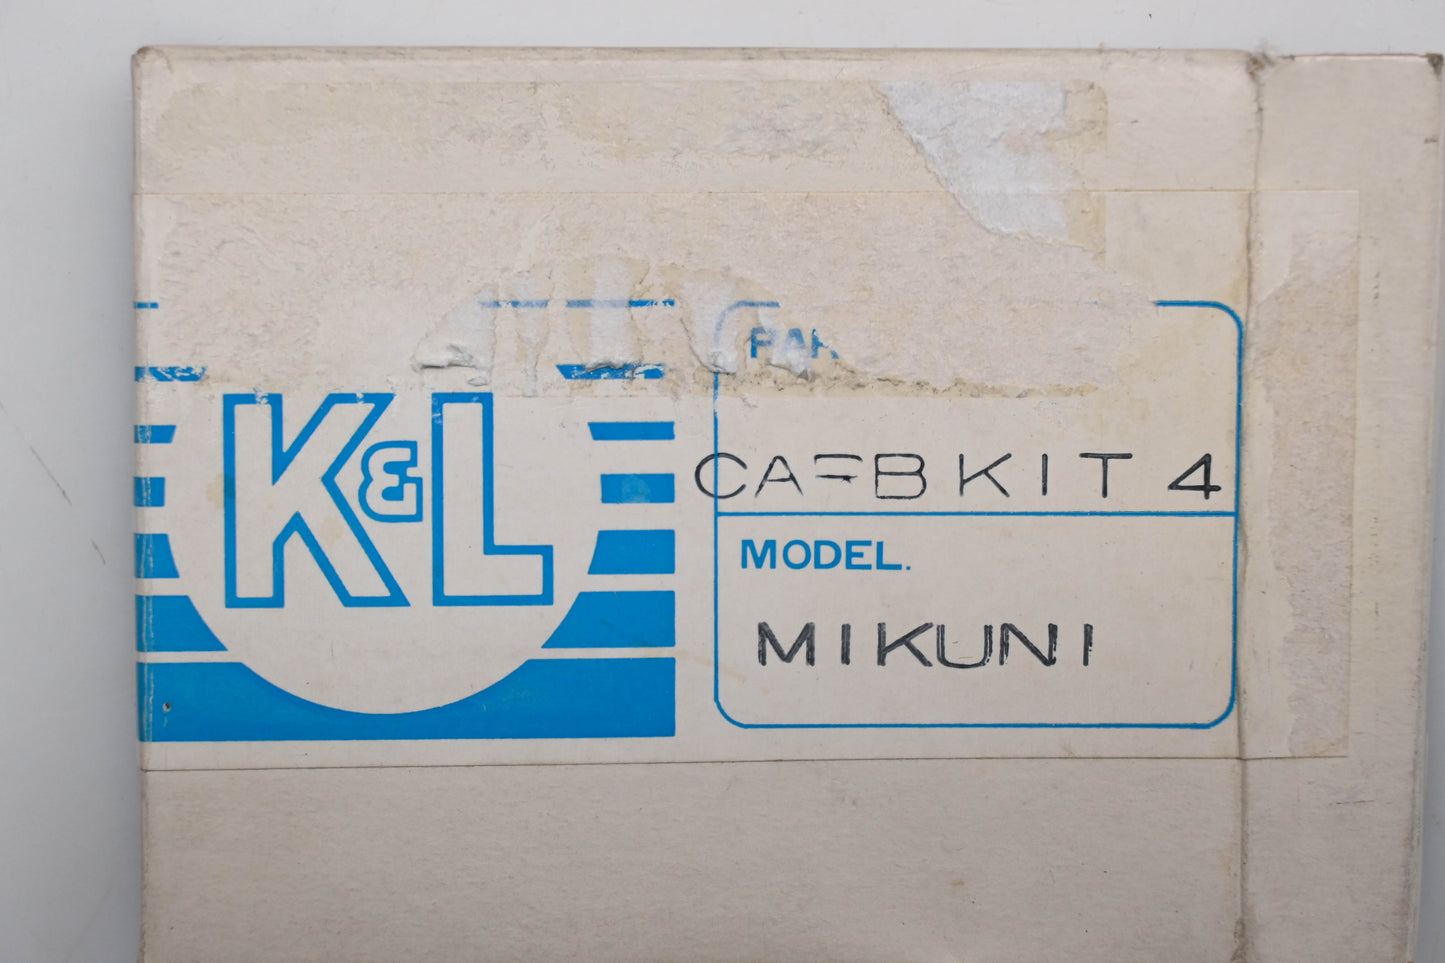 K&L
CARB KIT 4
MODEL.
MIKUNI